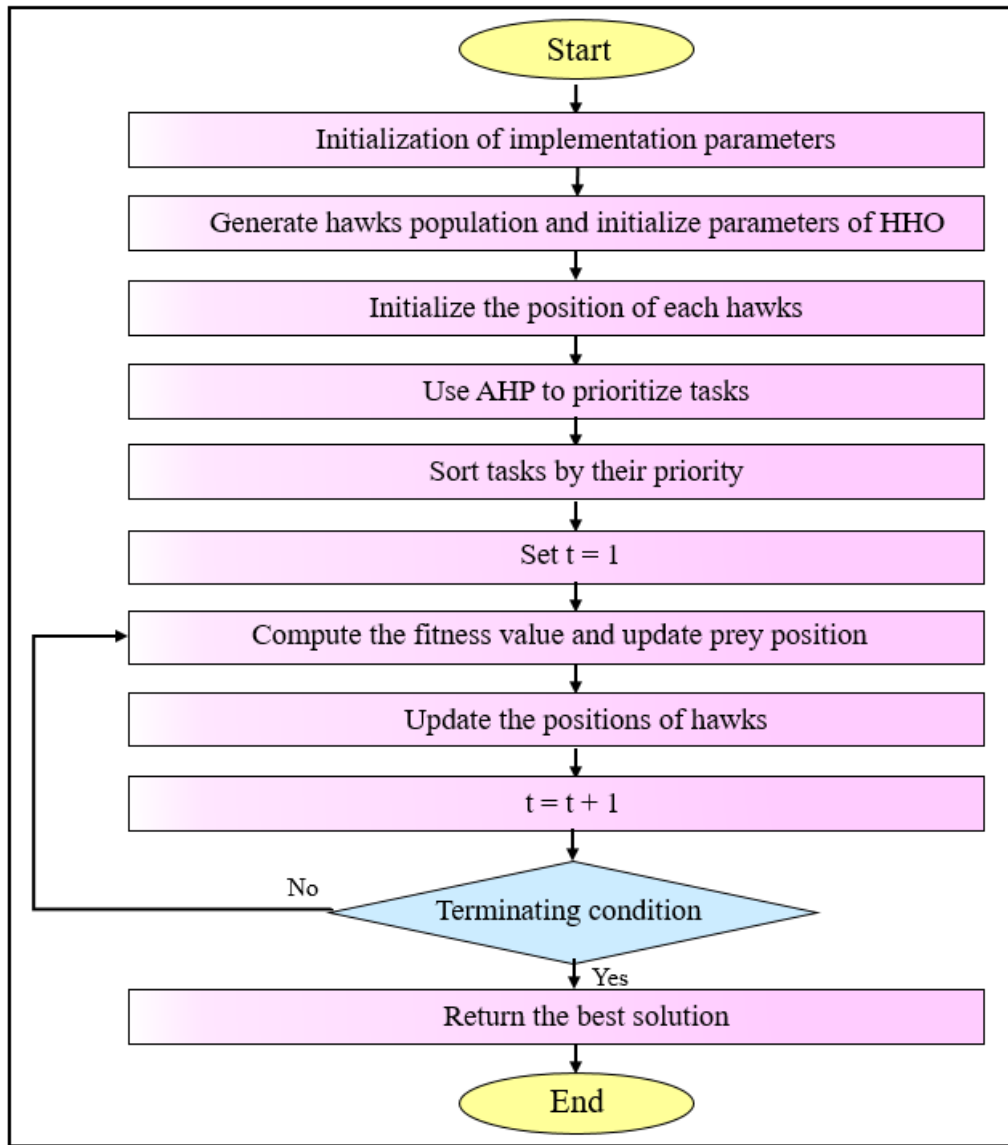 Start
Initialization of implementation parameters
Generate hawks population and initialize parameters of HHO
Initialize the position of each hawks
Use AHP to prioritize tasks
Sort tasks by their priority
Set t = 1
Compute the fitness value and update prey position
Update the positions of hawks
t = t + 1
No
Terminating condition
Yes
Return the best solution
End